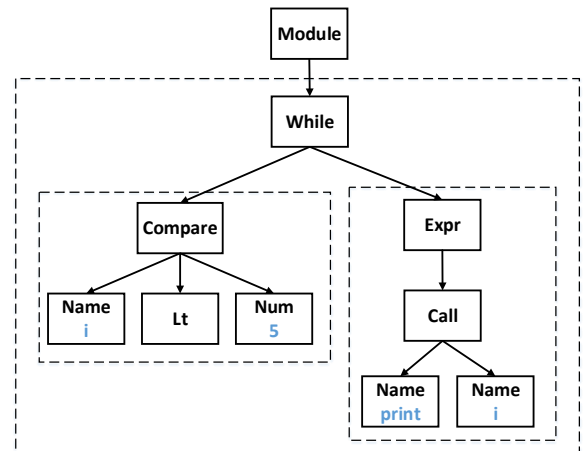 Module
While
Compare
Expr
Name
i
Lt
Num
5
Call
Name
print
Name
i